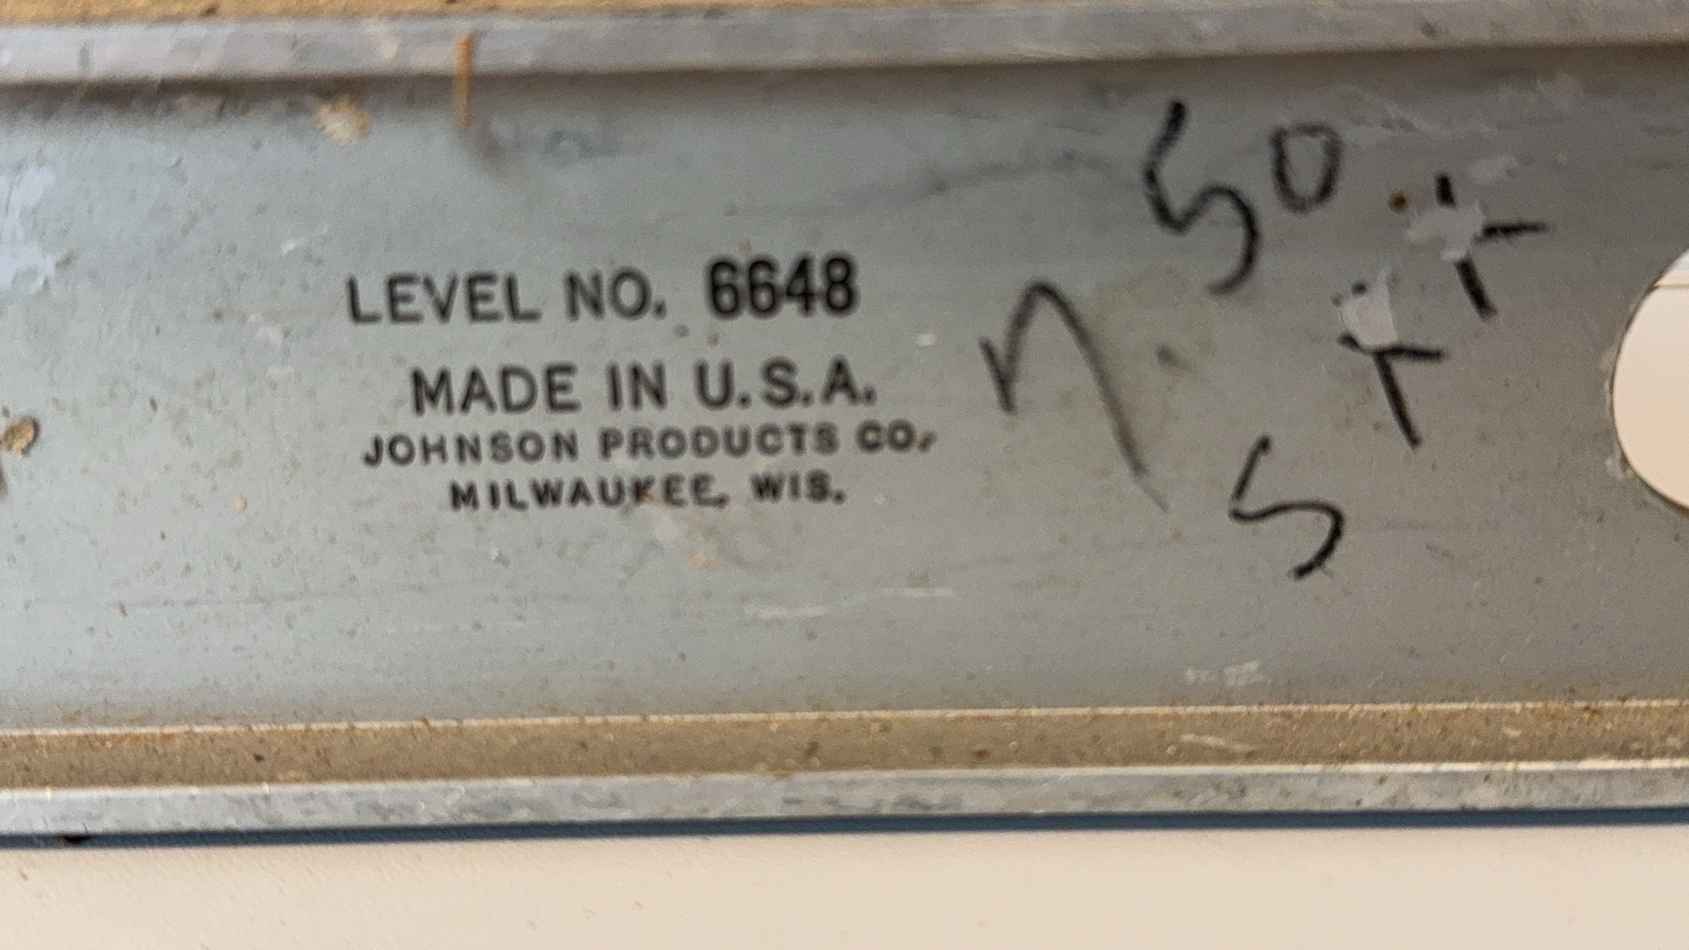 LEVEL NO. 6648
MADE IN U.S.A.
JOHNSON PRODUCTS CO.
MILWAUKEE, WIS.